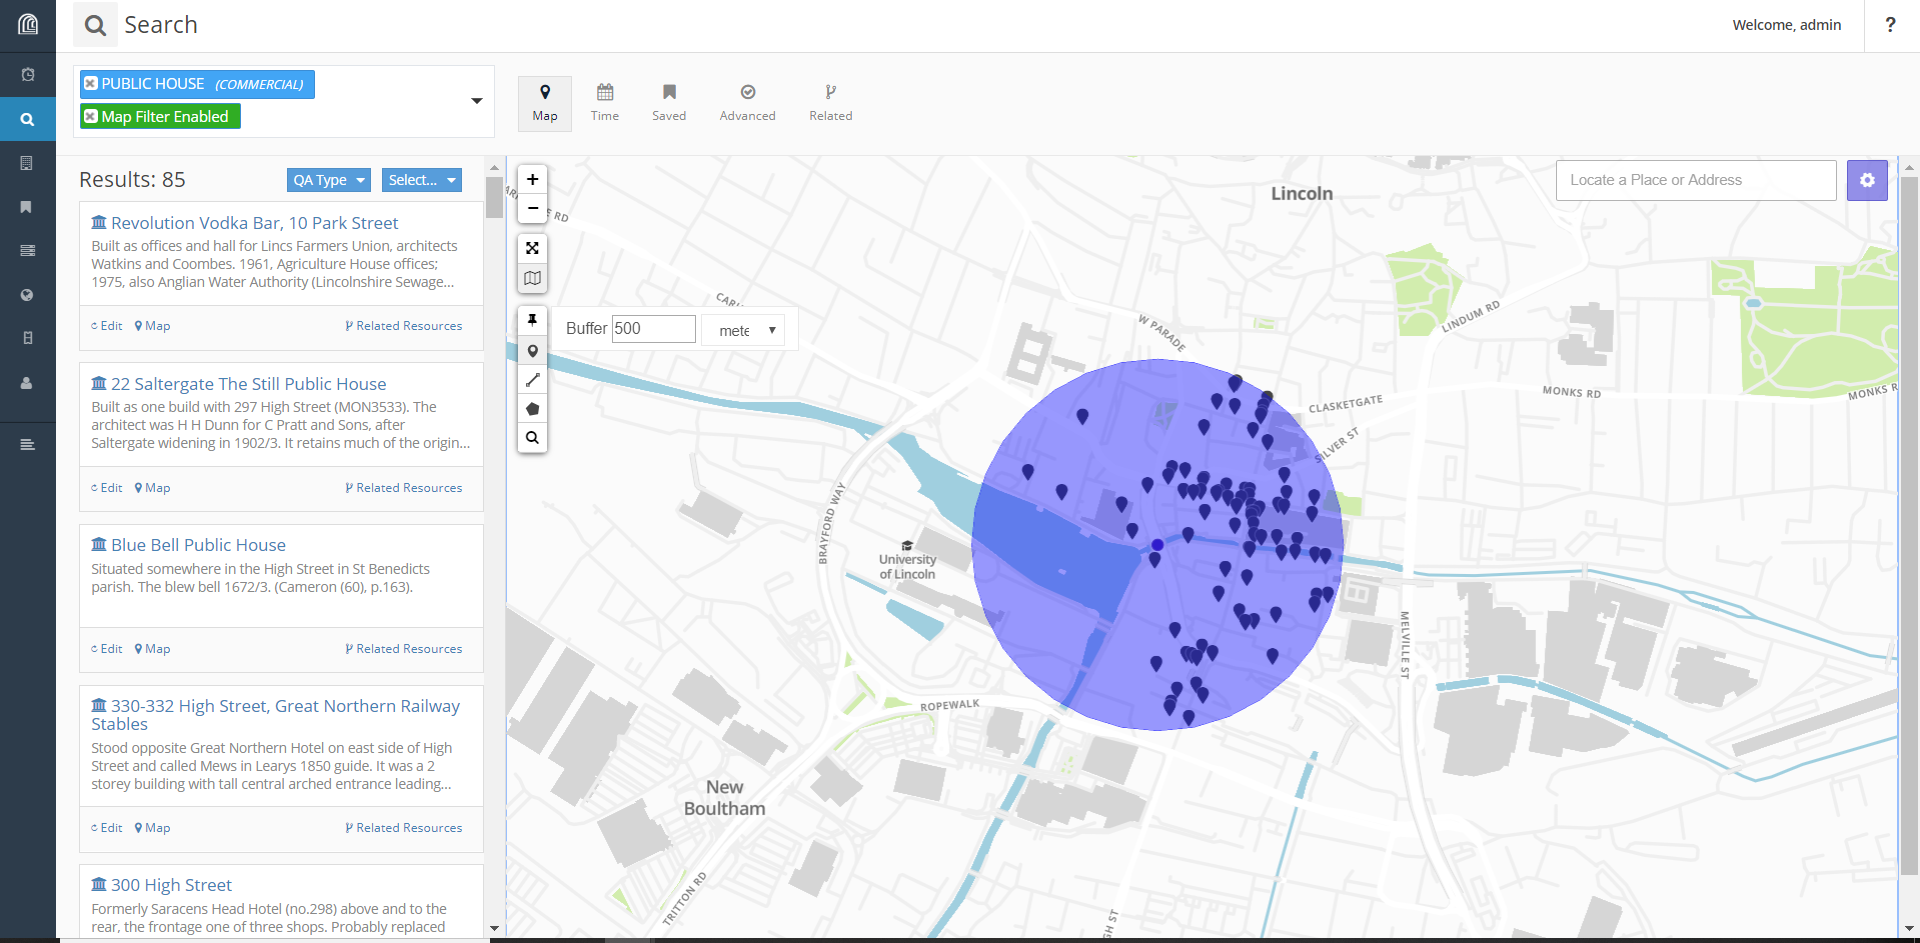 Search
Welcome, admin
?
PUBLIC HOUSE (COMMERCIAL)
Map Filter Enabled
Map
Time
Saved
Advanced
Related
Results: 85
QA Type
Select...
Revolution Vodka Bar, 10 Park Street
Built as offices and hall for Lincs Farmers Union, architects
Watkins and Coombes. 1961, Agriculture House offices;
1975, also Anglian Water Authority (Lincolnshire Sewage...
Edit
Map
Related Resources
22 Saltergate The Still Public House
Built as one build with 297 High Street (MON3533). The
architect was H H Dunn for C Pratt and Sons, after
Saltergate widening in 1902/3. It retains much of the origin...
Edit
Map
Related Resources
Blue Bell Public House
Situated somewhere in the High Street in St Benedicts
parish. The blew bell 1672/3. (Cameron (60), p.163).
Edit
Map
Related Resources
330-332 High Street, Great Northern Railway
Stables
Stood opposite Great Northern Hotel on east side of High
Street and called Mews in Learys 1850 guide. It was a 2
storey building with tall central arched entrance leading...
Edit
Map
Related Resources
300 High Street
Formerly Saracens Head Hotel (no.298) above and to the
rear, the frontage one of three shops. Probably replaced
+
−
Buffer 500
mete
Locate a Place or Address
Lincoln
RD
CAR
W PARADE
LINDUM RD
MONKS RD
MONKS R
CLASKETGATE
SILVER ST
BRAYFORD WAY
University
of Lincoln
MELVILLE ST
ROPEWALK
New
Boultham
TRITTON RD
GH ST